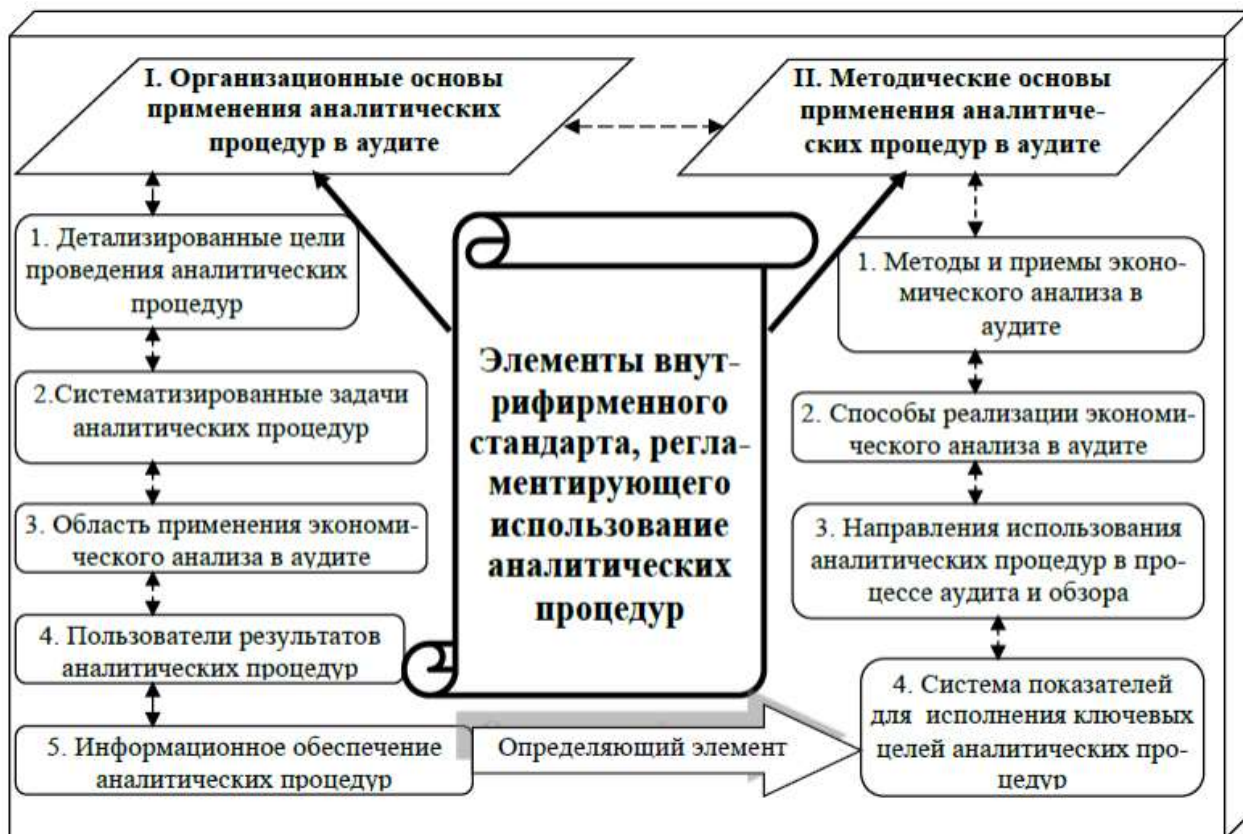 I. Организационные основы
применения аналитических
процедур в аудите
II. Методические основы
применения аналитиче-
ских процедур в аудите
1. Детализированные цели
проведения аналитических
процедур
2.Систематизированные задачи
аналитических процедур
3. Область применения экономи-
ческого анализа в аудите
4. Пользователи результатов
аналитических процедур
5. Информационное обеспечение
аналитических процедур
Элементы внут-
рифирменного
стандарта, регла-
ментирующего
использование
аналитических
процедур
Определяющий элемент
1. Методы и приемы эконо-
мического анализа в
аудите
2. Способы реализации экономи-
ческого анализа в аудите
3. Направления использования
аналитических процедур в про-
цессе аудита и обзора
4. Система показателей
для исполнения ключевых
целей аналитических про-
цедур